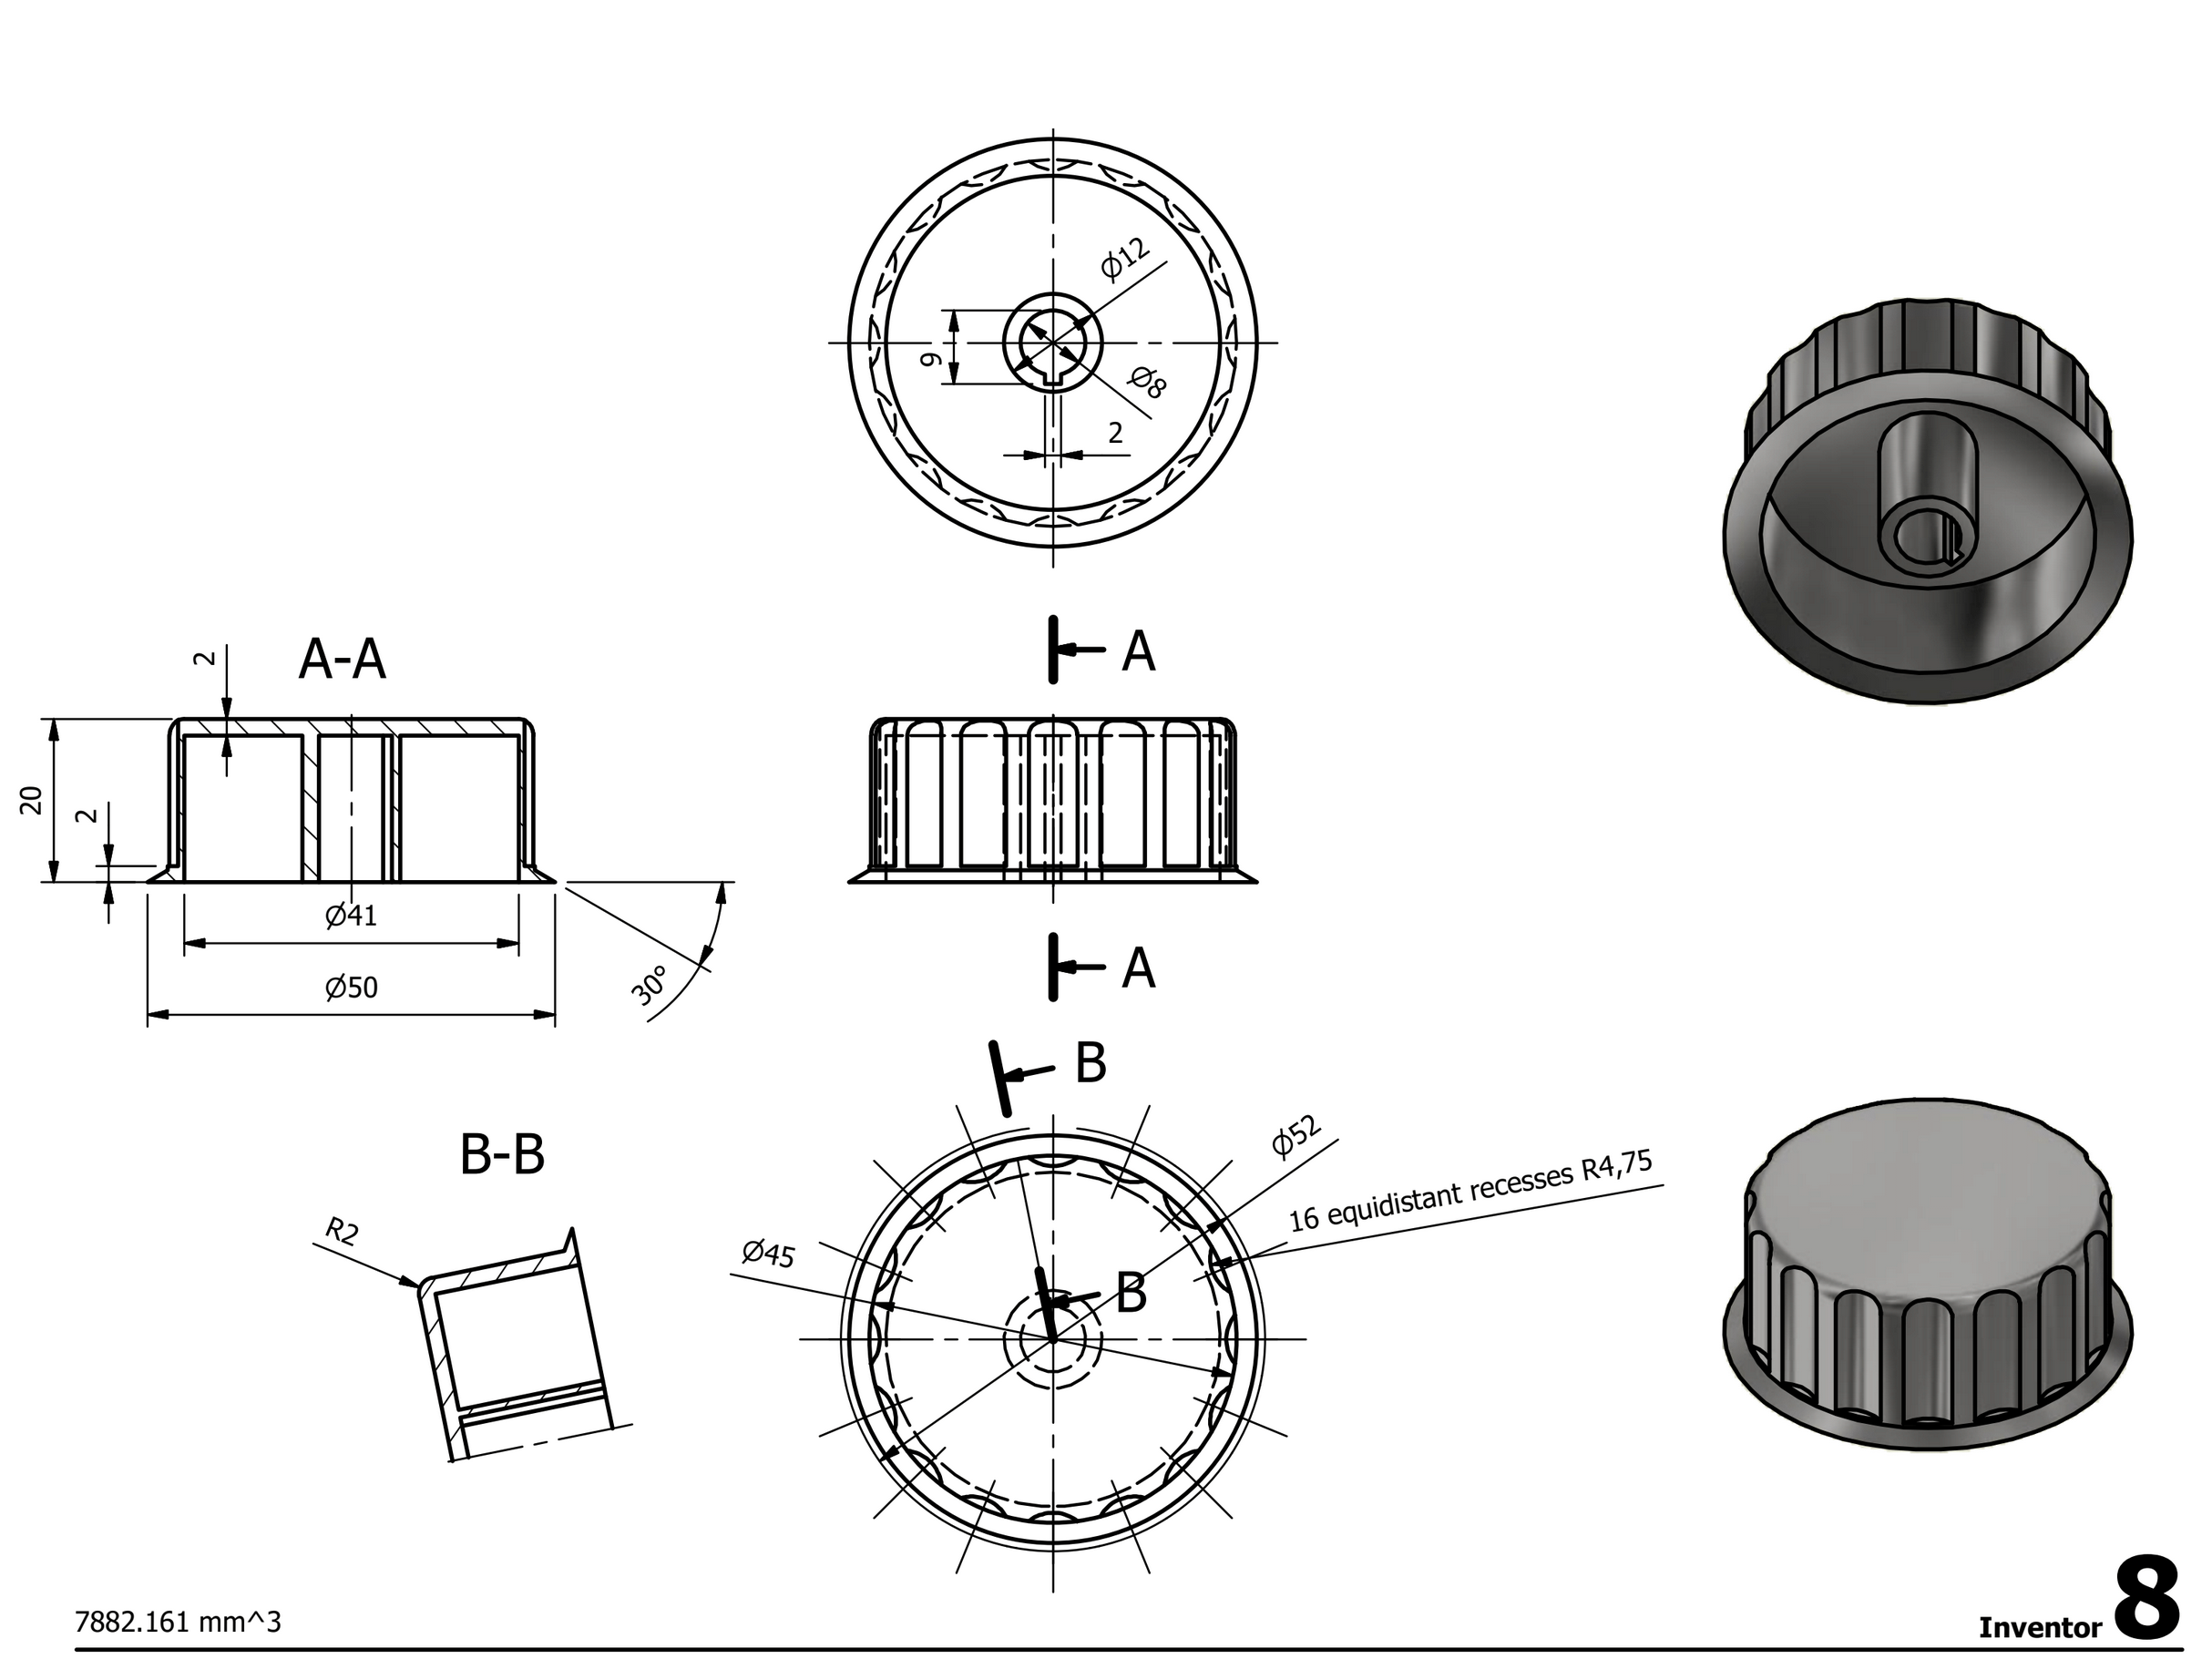 Ø12
9
Ø8
2
A
A-A
2
20
2
Ø41
Ø50
30°
A
B
B-B
R2
Ø45
Ø52
16 equidistant recesses R4,75
B
7882.161 mm^3
Inventor 8